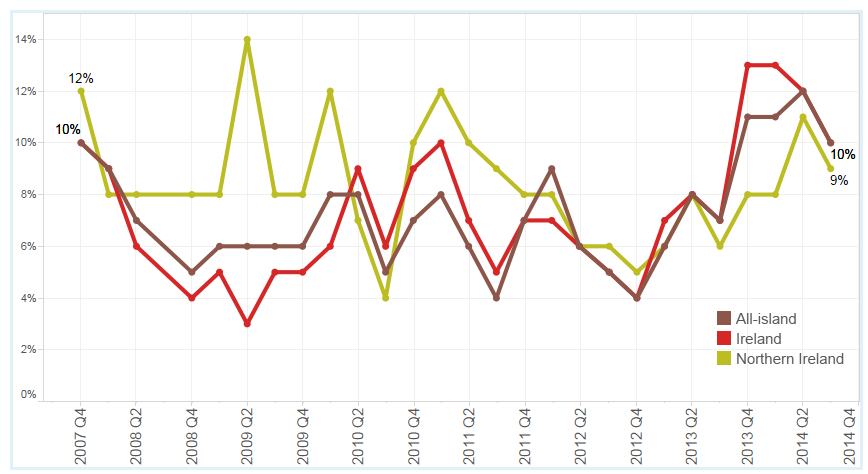 14%
12%
10%
8%
6%
4%
2%
0%
12%
10%
10%
9%
All-island
Ireland
Northern Ireland
2007 Q4
2008 Q2
2008 Q4
2009 Q2
2009 Q4
2010 Q2
2010 Q4
2011 Q2
2011 Q4
2012 Q2
2012 Q4
2013 Q2
2013 Q4
2014 Q2
2014 Q4